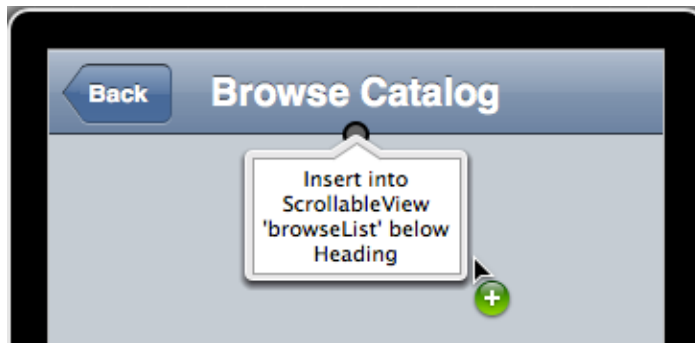 Back
Browse Catalog
Insert into
ScrollableView
'browseList' below
Heading